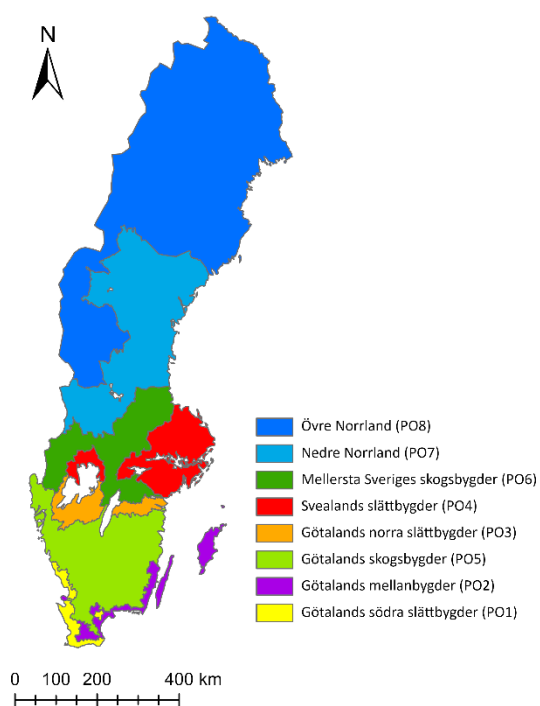 N
Övre Norrland (PO8)
Nedre Norrland (PO7)
Mellersta Sveriges skogsbygder (PO6)
Svealands slättbygder (PO4)
Götalands norra slättbygder (PO3)
Götalands skogsbygder (PO5)
Götalands mellanbygder (PO2)
Götalands södra slättbygder (PO1)
0 100 200 400 km